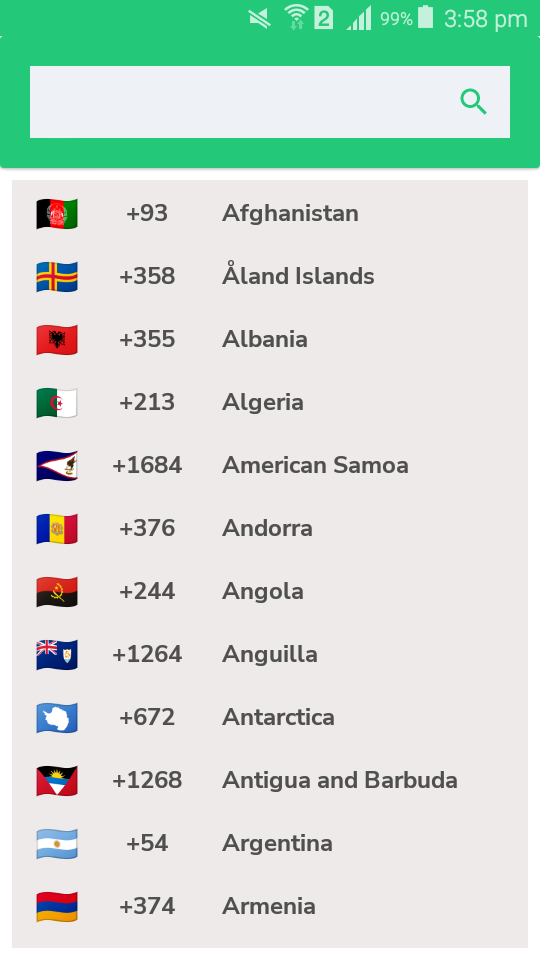 2 99% 3:58 pm
+93 Afghanistan
+358 Åland Islands
+355 Albania
+213 Algeria
+1684 American Samoa
+376 Andorra
+244 Angola
+1264 Anguilla
+672 Antarctica
+1268 Antigua and Barbuda
+54 Argentina
+374 Armenia